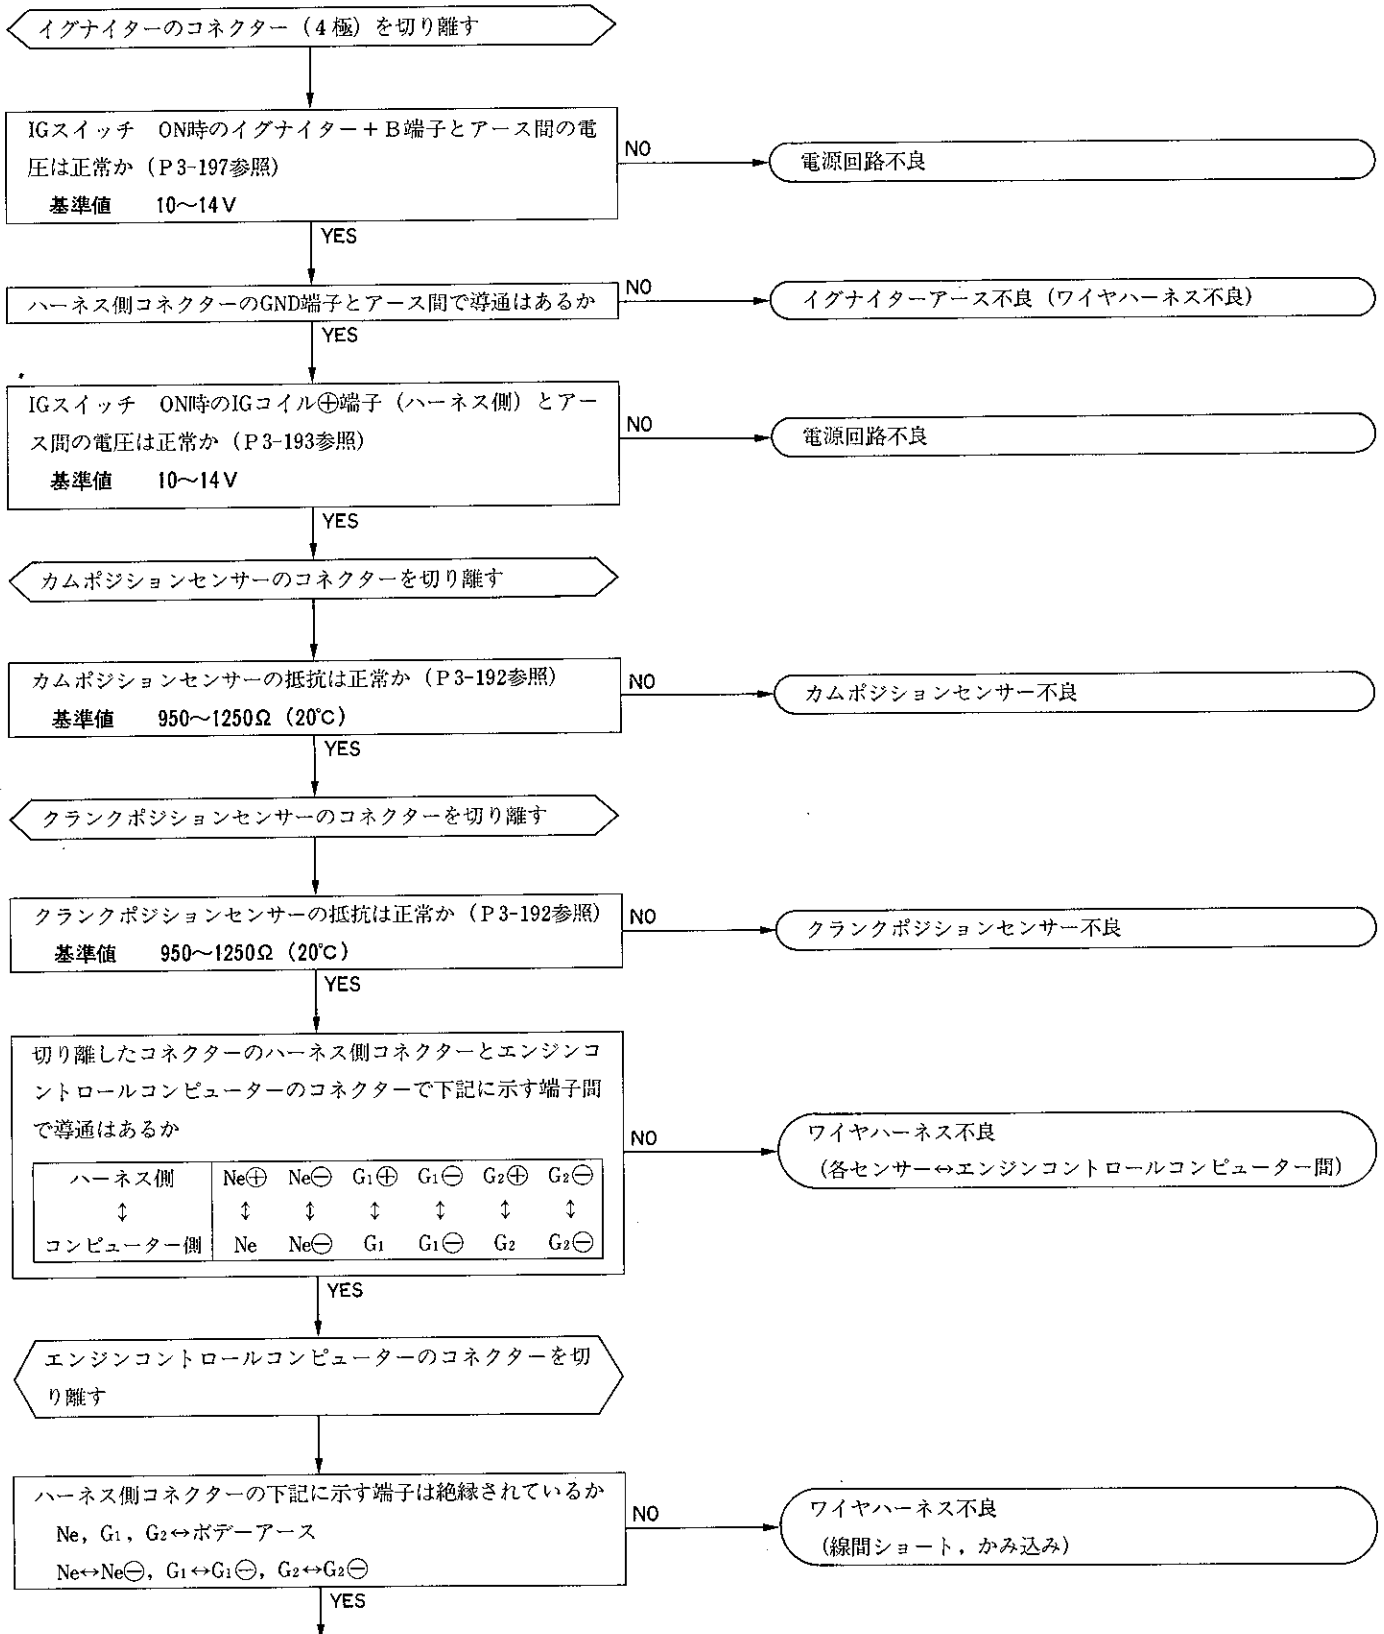 イグナイターのコネクター（4極）を切り離す
IGスイッチ　ON時のイグナイター＋B端子とアース間の電
圧は正常か（P3-197参照）
基準値　10〜14V
NO
電源回路不良
YES
ハーネス側コネクターのGND端子とアース間で導通はあるか
NO
イグナイターアース不良（ワイヤハーネス不良）
YES
IGスイッチ　ON時のIGコイル⊕端子（ハーネス側）とアー
ス間の電圧は正常か（P3-193参照）
基準値　10〜14V
NO
電源回路不良
YES
カムポジションセンサーのコネクターを切り離す
カムポジションセンサーの抵抗は正常か（P3-192参照）
基準値　950〜1250Ω（20℃）
NO
カムポジションセンサー不良
YES
クランクポジションセンサーのコネクターを切り離す
クランクポジションセンサーの抵抗は正常か（P3-192参照）
基準値　950〜1250Ω（20℃）
NO
クランクポジションセンサー不良
YES
切り離したコネクターのハーネス側コネクターとエンジンコ
ントロールコンピューターのコネクターで下記に示す端子間
で導通はあるか
ハーネス側　Ne⊕　Ne⊖　G₁⊕　G₁⊖　G₂⊕　G₂⊖
↕　↕　↕　↕　↕　↕　↕
コンピューター側　Ne　Ne⊖　G₁　G₁⊖　G₂　G₂⊖
NO
ワイヤハーネス不良
（各センサー↔エンジンコントロールコンピューター間）
YES
エンジンコントロールコンピューターのコネクターを切
り離す
ハーネス側コネクターの下記に示す端子は絶縁されているか
Ne，G₁，G₂↔ボデーアース
Ne↔Ne⊖，G₁↔G₁⊖，G₂↔G₂⊖
NO
ワイヤハーネス不良
（線間ショート，かみ込み）
YES